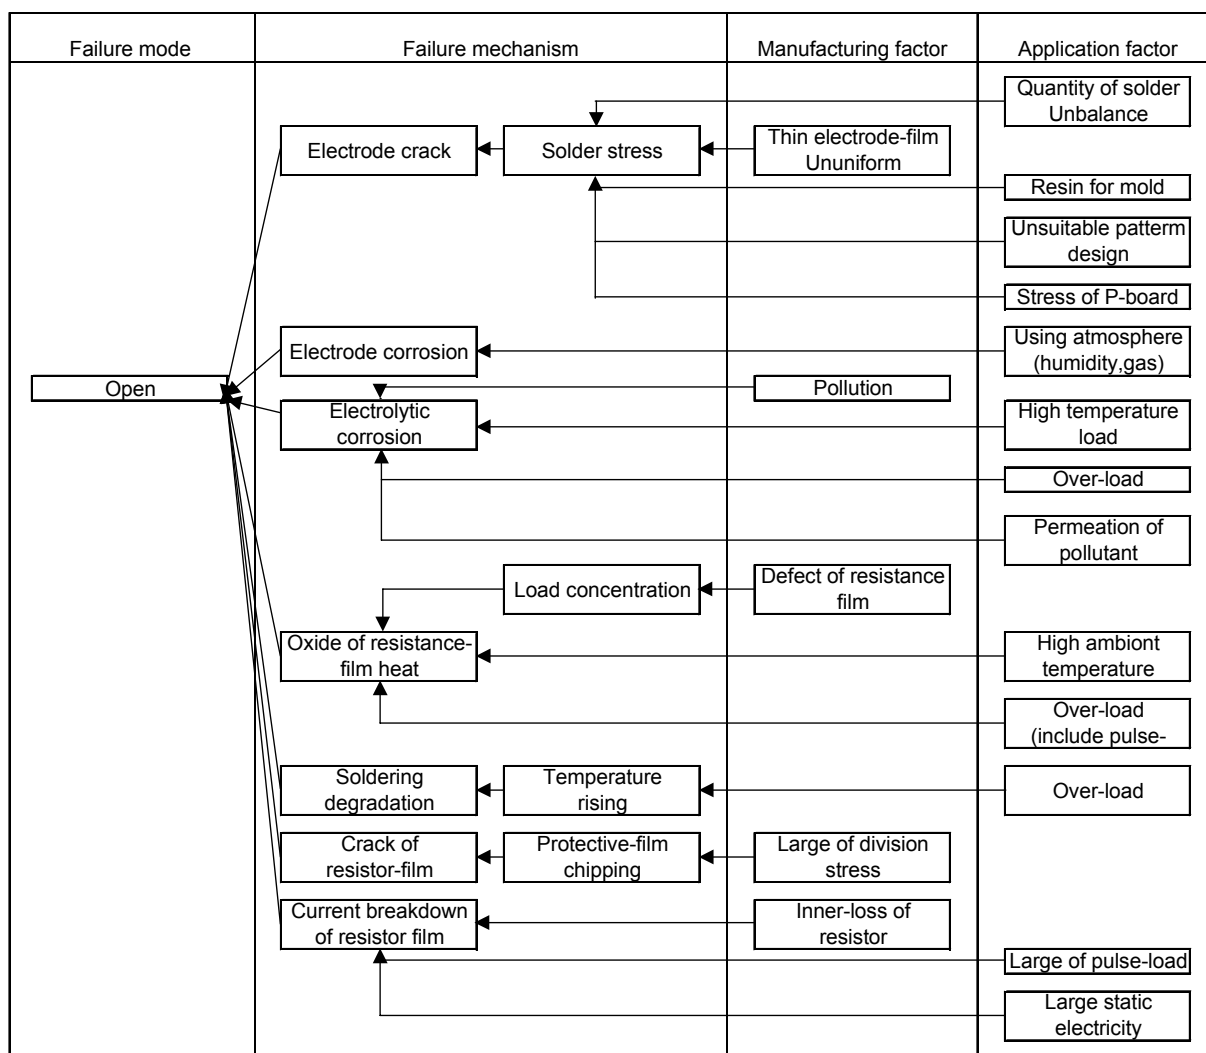 Failure mode
Failure mechanism
Manufacturing factor
Application factor
Quantity of solder
Unbalance
Electrode crack
Solder stress
Thin electrode-film
Ununiform
Resin for mold
Unsuitable patterm
design
Stress of P-board
Electrode corrosion
Using atmosphere
(humidity,gas)
Open
Pollution
Electrolytic
corrosion
High temperature
load
Over-load
Permeation of
pollutant
Load concentration
Defect of resistance
film
Oxide of resistance-
film heat
High ambiont
temperature
Over-load
(include pulse-
Soldering
degradation
Temperature
rising
Over-load
Crack of
resistor-film
Protective-film
chipping
Large of division
stress
Current breakdown
of resistor film
Inner-loss of
resistor
Large of pulse-load
Large static
electricity